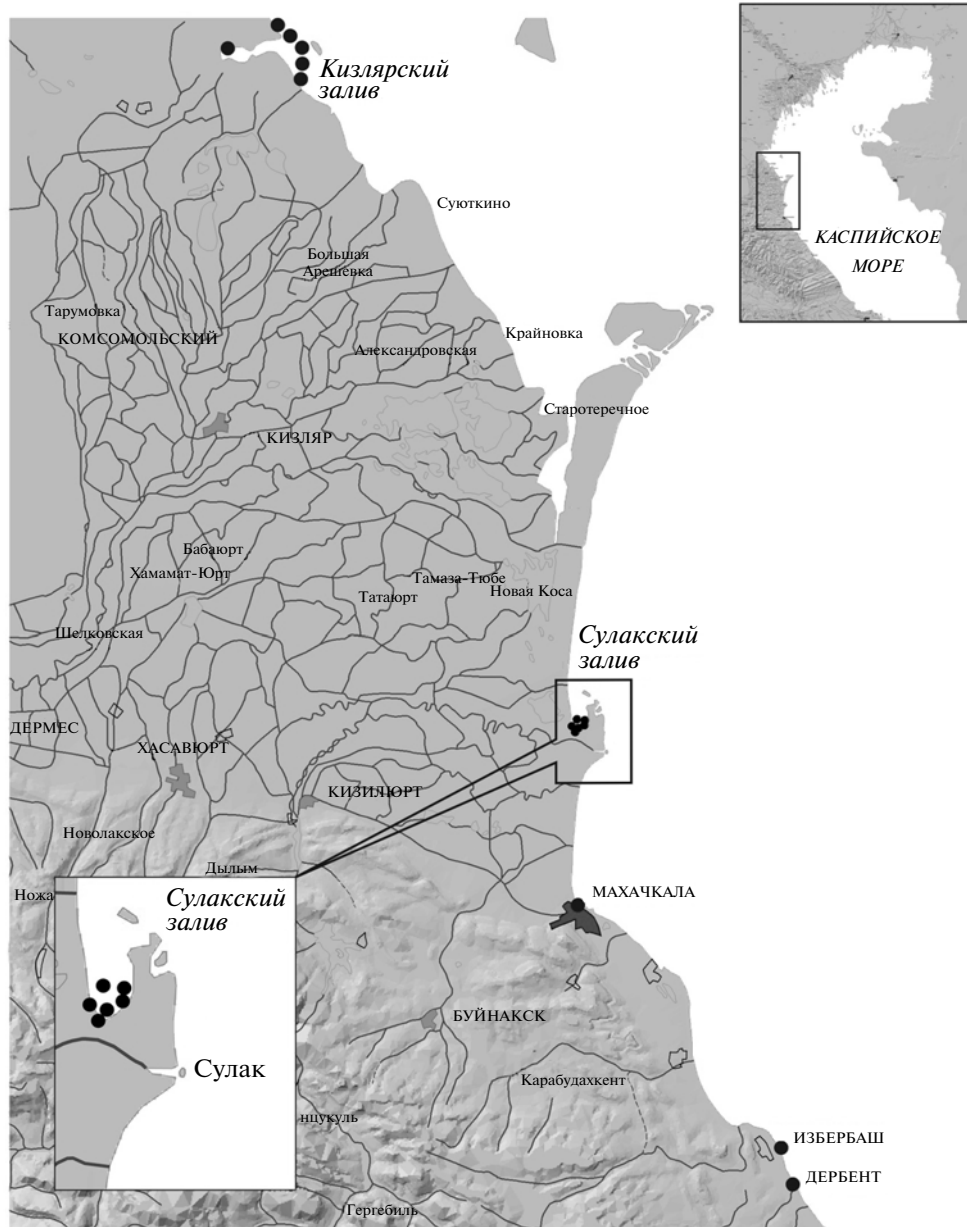 Кизлярский
залив
КАСПИЙСКОЕ
МОРЕ
Суюткино
Большая
Арешевка
Тарумовка
КОМСОМОЛЬСКИЙ
Крайновка
Александровская
Старотеречное
КИЗЛЯР
Бабаюрт
Хамамат-Юрт
Тамаза-Тюбе
Татаюрт
Новая Коса
Шелковская
Сулакский
залив
ДЕРМЕС
ХАСАВЮРТ
КИЗИЛЮРТ
Новолакское
Дылым
Ножа
МАХАЧКАЛА
Сулакский
залив
БУЙНАКСК
Сулак
Карабудахкент
нцукуль
ИЗБЕРБАШ
ДЕРБЕНТ
Гергебиль